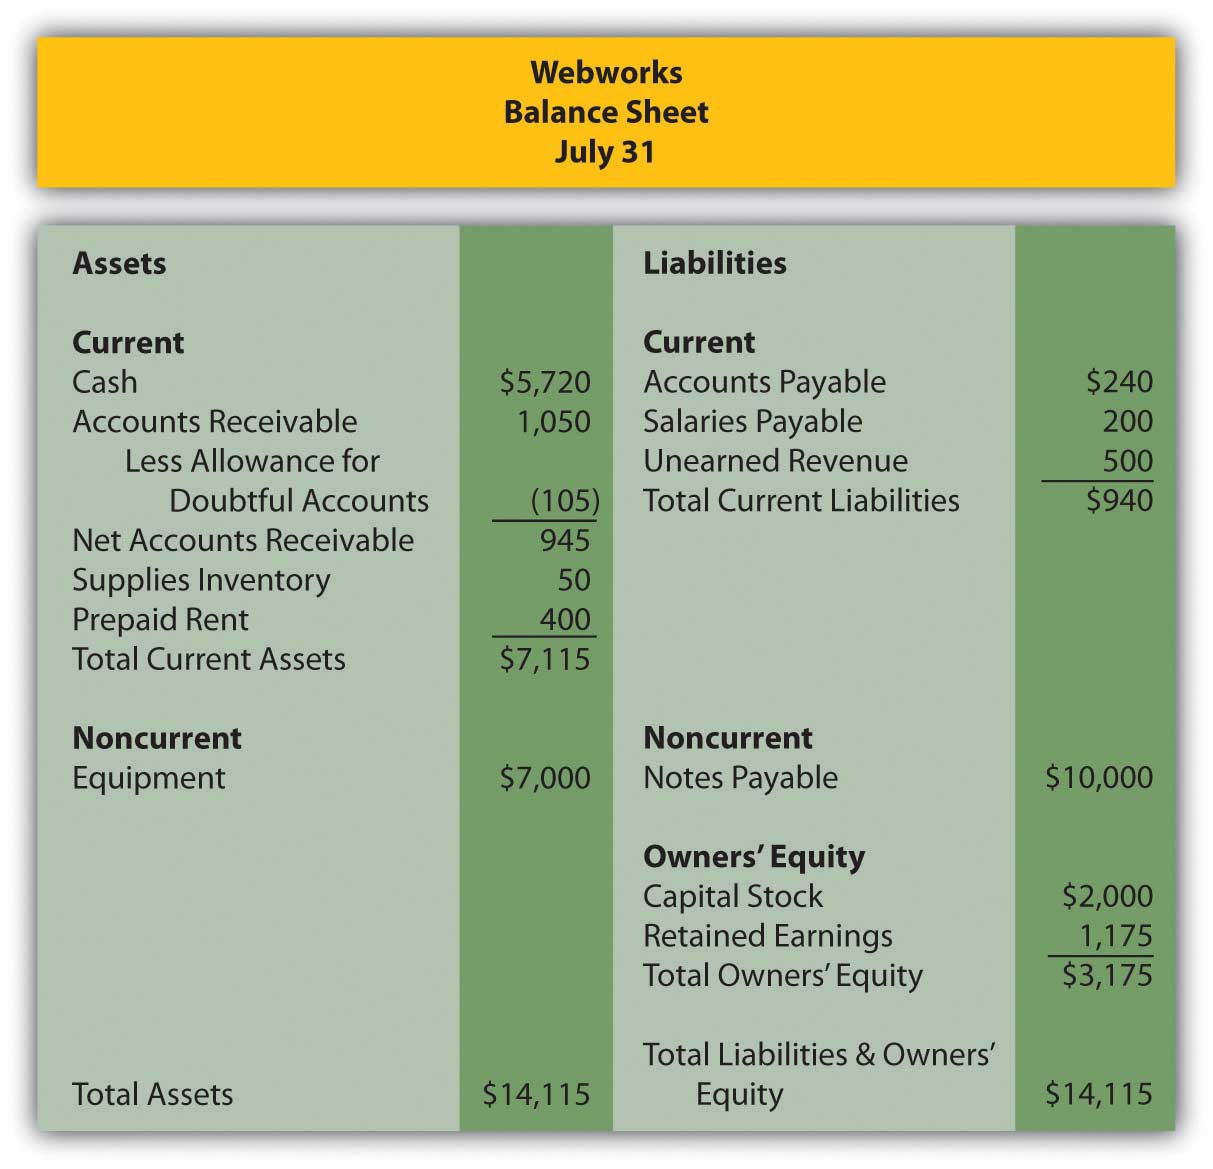 Webworks
Balance Sheet
July 31
Assets
Current
Cash $5,720
Accounts Receivable 1,050
Less Allowance for
Doubtful Accounts (105)
Net Accounts Receivable 945
Supplies Inventory 50
Prepaid Rent 400
Total Current Assets $7,115
Noncurrent
Equipment $7,000
Total Assets $14,115
Liabilities
Current
Accounts Payable $240
Salaries Payable 200
Unearned Revenue 500
Total Current Liabilities $940
Noncurrent
Notes Payable $10,000
Owners’ Equity
Capital Stock $2,000
Retained Earnings 1,175
Total Owners’ Equity $3,175
Total Liabilities & Owners’
Equity $14,115